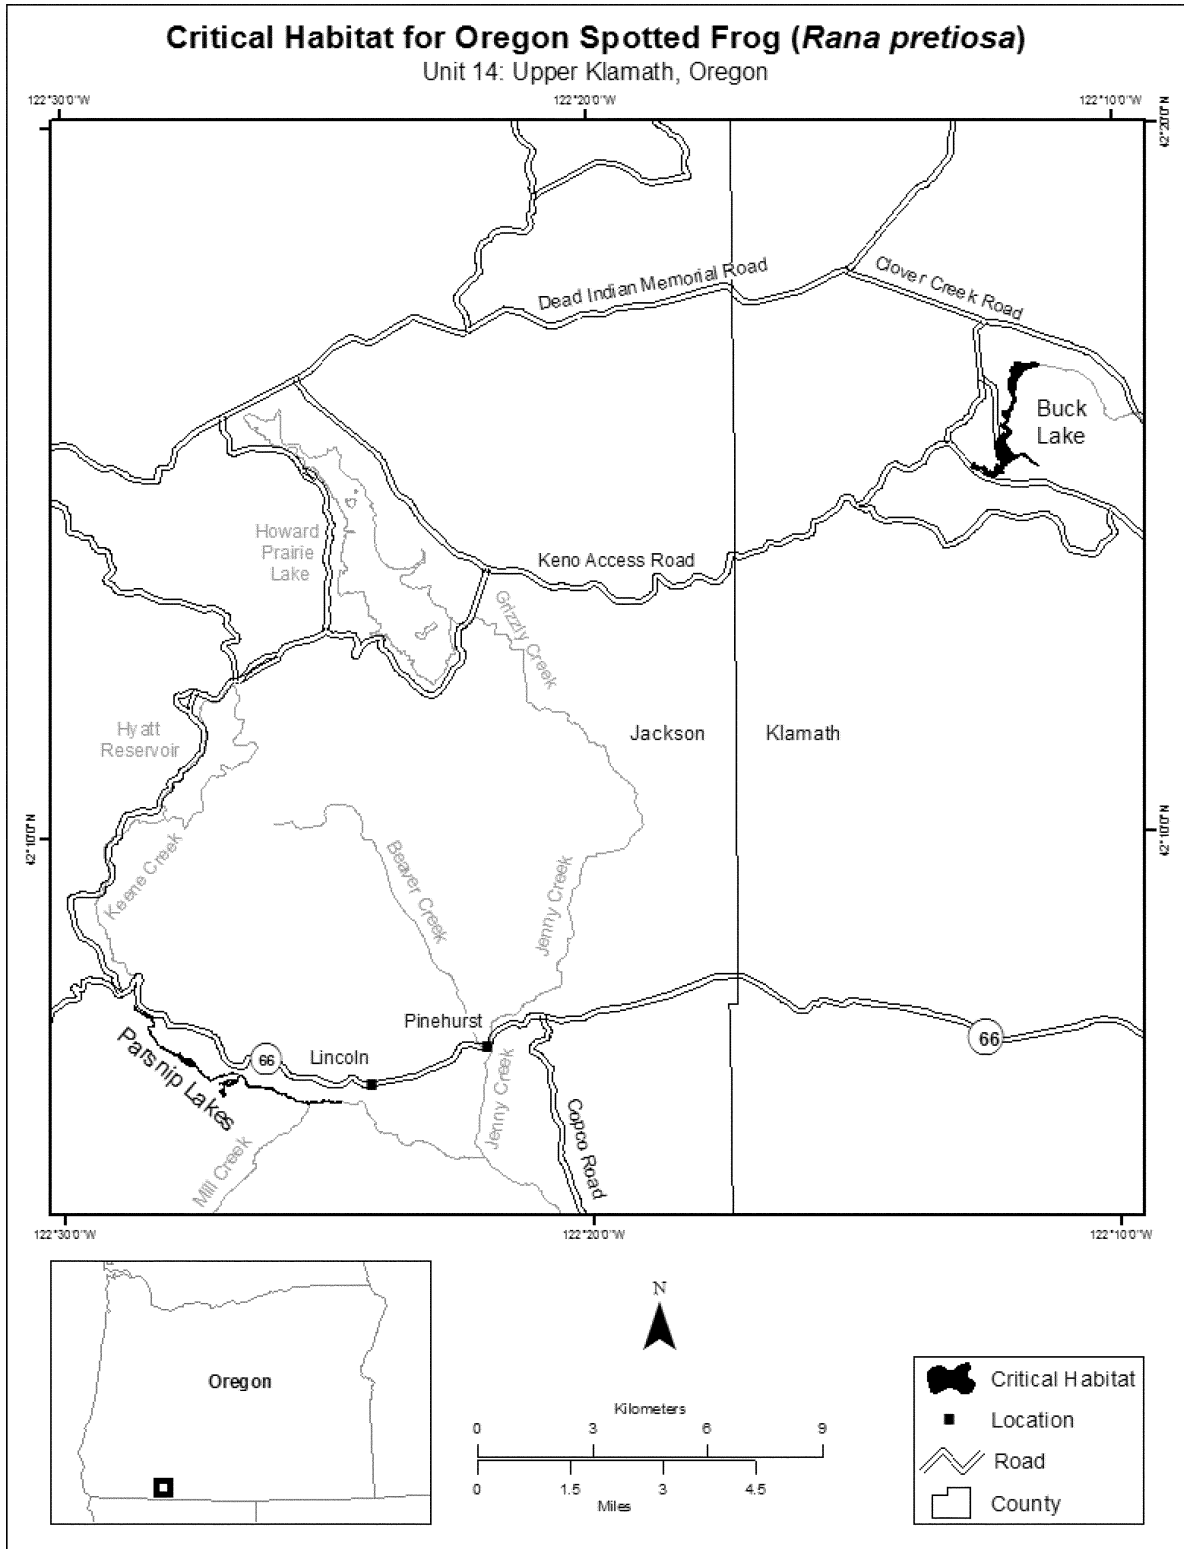 Critical Habitat for Oregon Spotted Frog (Rana pretiosa)
Unit 14: Upper Klamath, Oregon
122°30'0"W
122°20'0"W
122°10'0"W
42°20'0"N
Dead Indian Memorial Road
Clover Creek Road
Buck
Lake
Howard
Prairie
Lake
Keno Access Road
Grizzly Creek
Hyatt
Reservoir
Jackson
Klamath
42°10'0"N
42°10'0"N
Keene Creek
Beaver Creek
Jenny Creek
Pinehurst
66
Lincoln
66
Parsnip Lakes
Jenny Creek
Copco Road
Mill Creek
122°30'0"W
122°20'0"W
122°10'0"W
Oregon
N
Kilometers
0
3
6
9
0
1.5
3
4.5
Miles
Critical Habitat
Location
Road
County